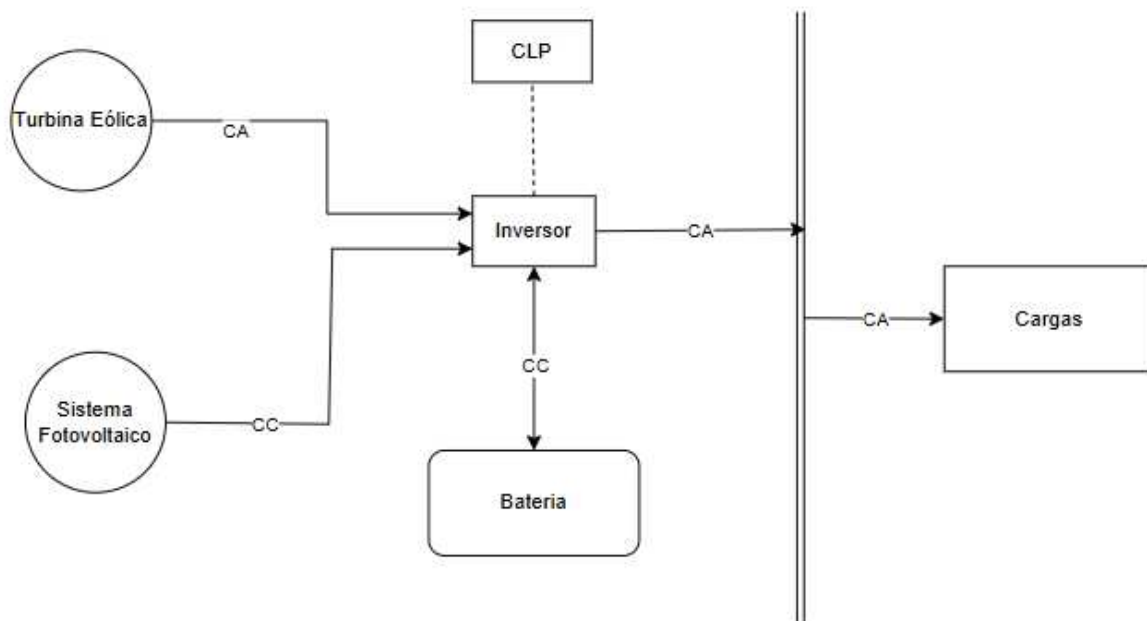 CLP
Turbina Eólica
CA
Inversor
CA
CA
Cargas
CC
Sistema
Fotovoltaico
CC
Bateria